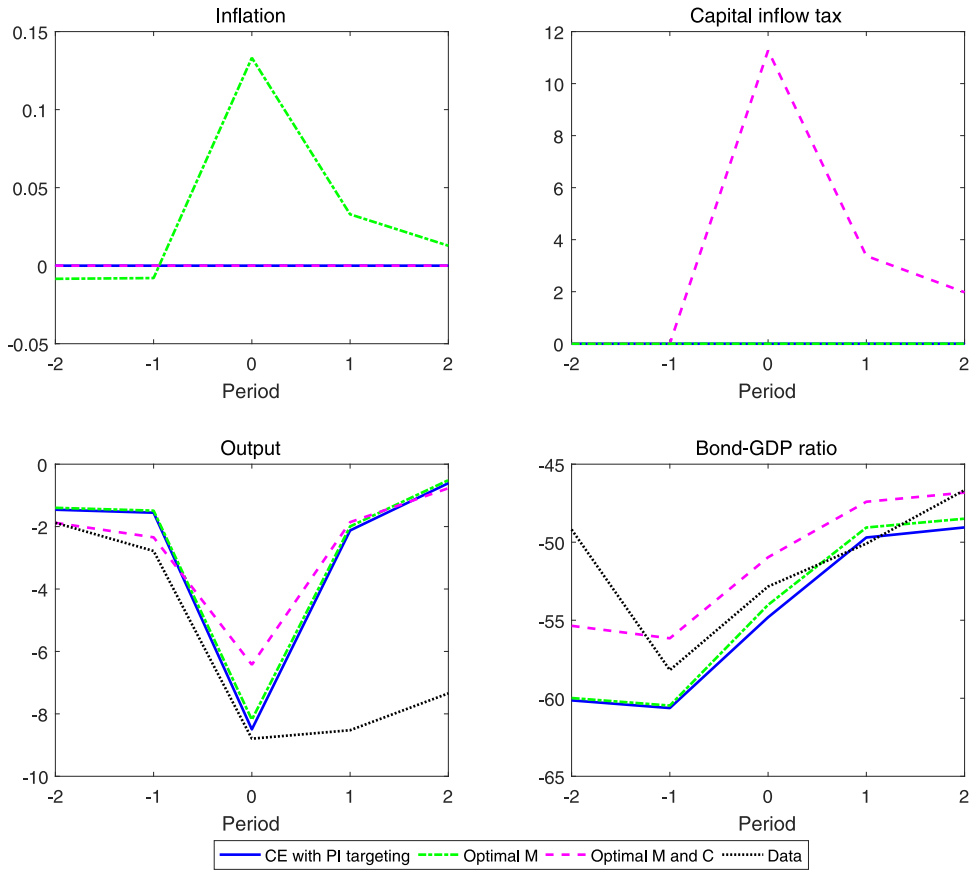 Inflation
0.15
0.1
0.05
0
-0.05
-2 -1 0 1 2
Period
Capital inflow tax
12
10
8
6
4
2
0
-2 -1 0 1 2
Period
Output
0
-2
-4
-6
-8
-10
-2 -1 0 1 2
Period
Bond-GDP ratio
-45
-50
-55
-60
-65
-2 -1 0 1 2
Period
CE with PI targeting Optimal M Optimal M and C Data